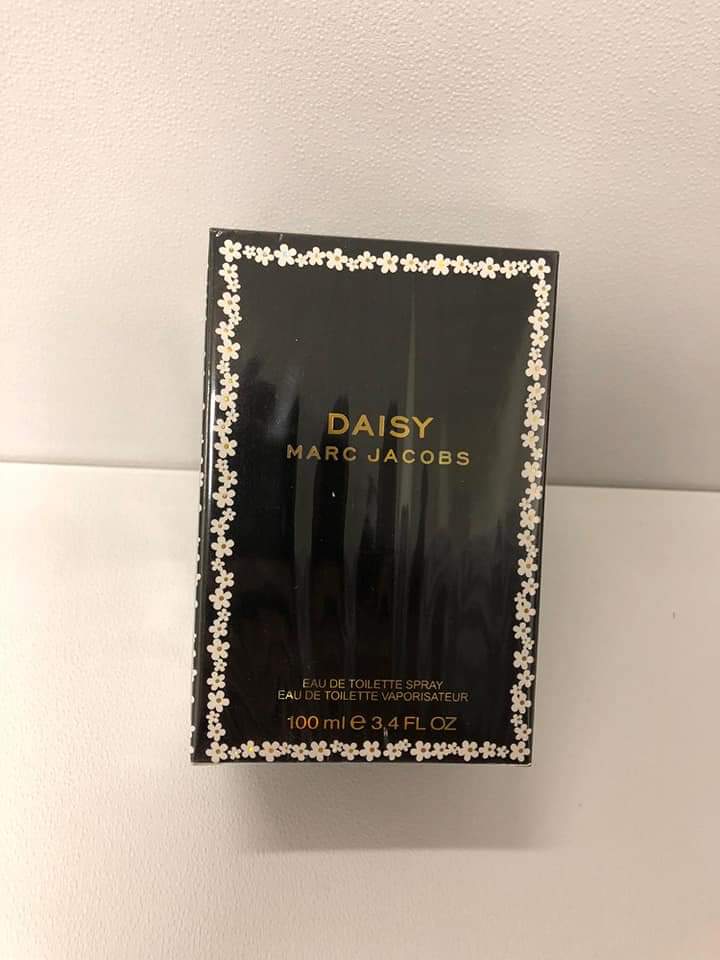 DAISY
MARC JACOBS
EAU DE TOILETTE SPRAY
EAU DE TOILETTE VAPORISATEUR
100 ml ℮ 3,4 FL OZ